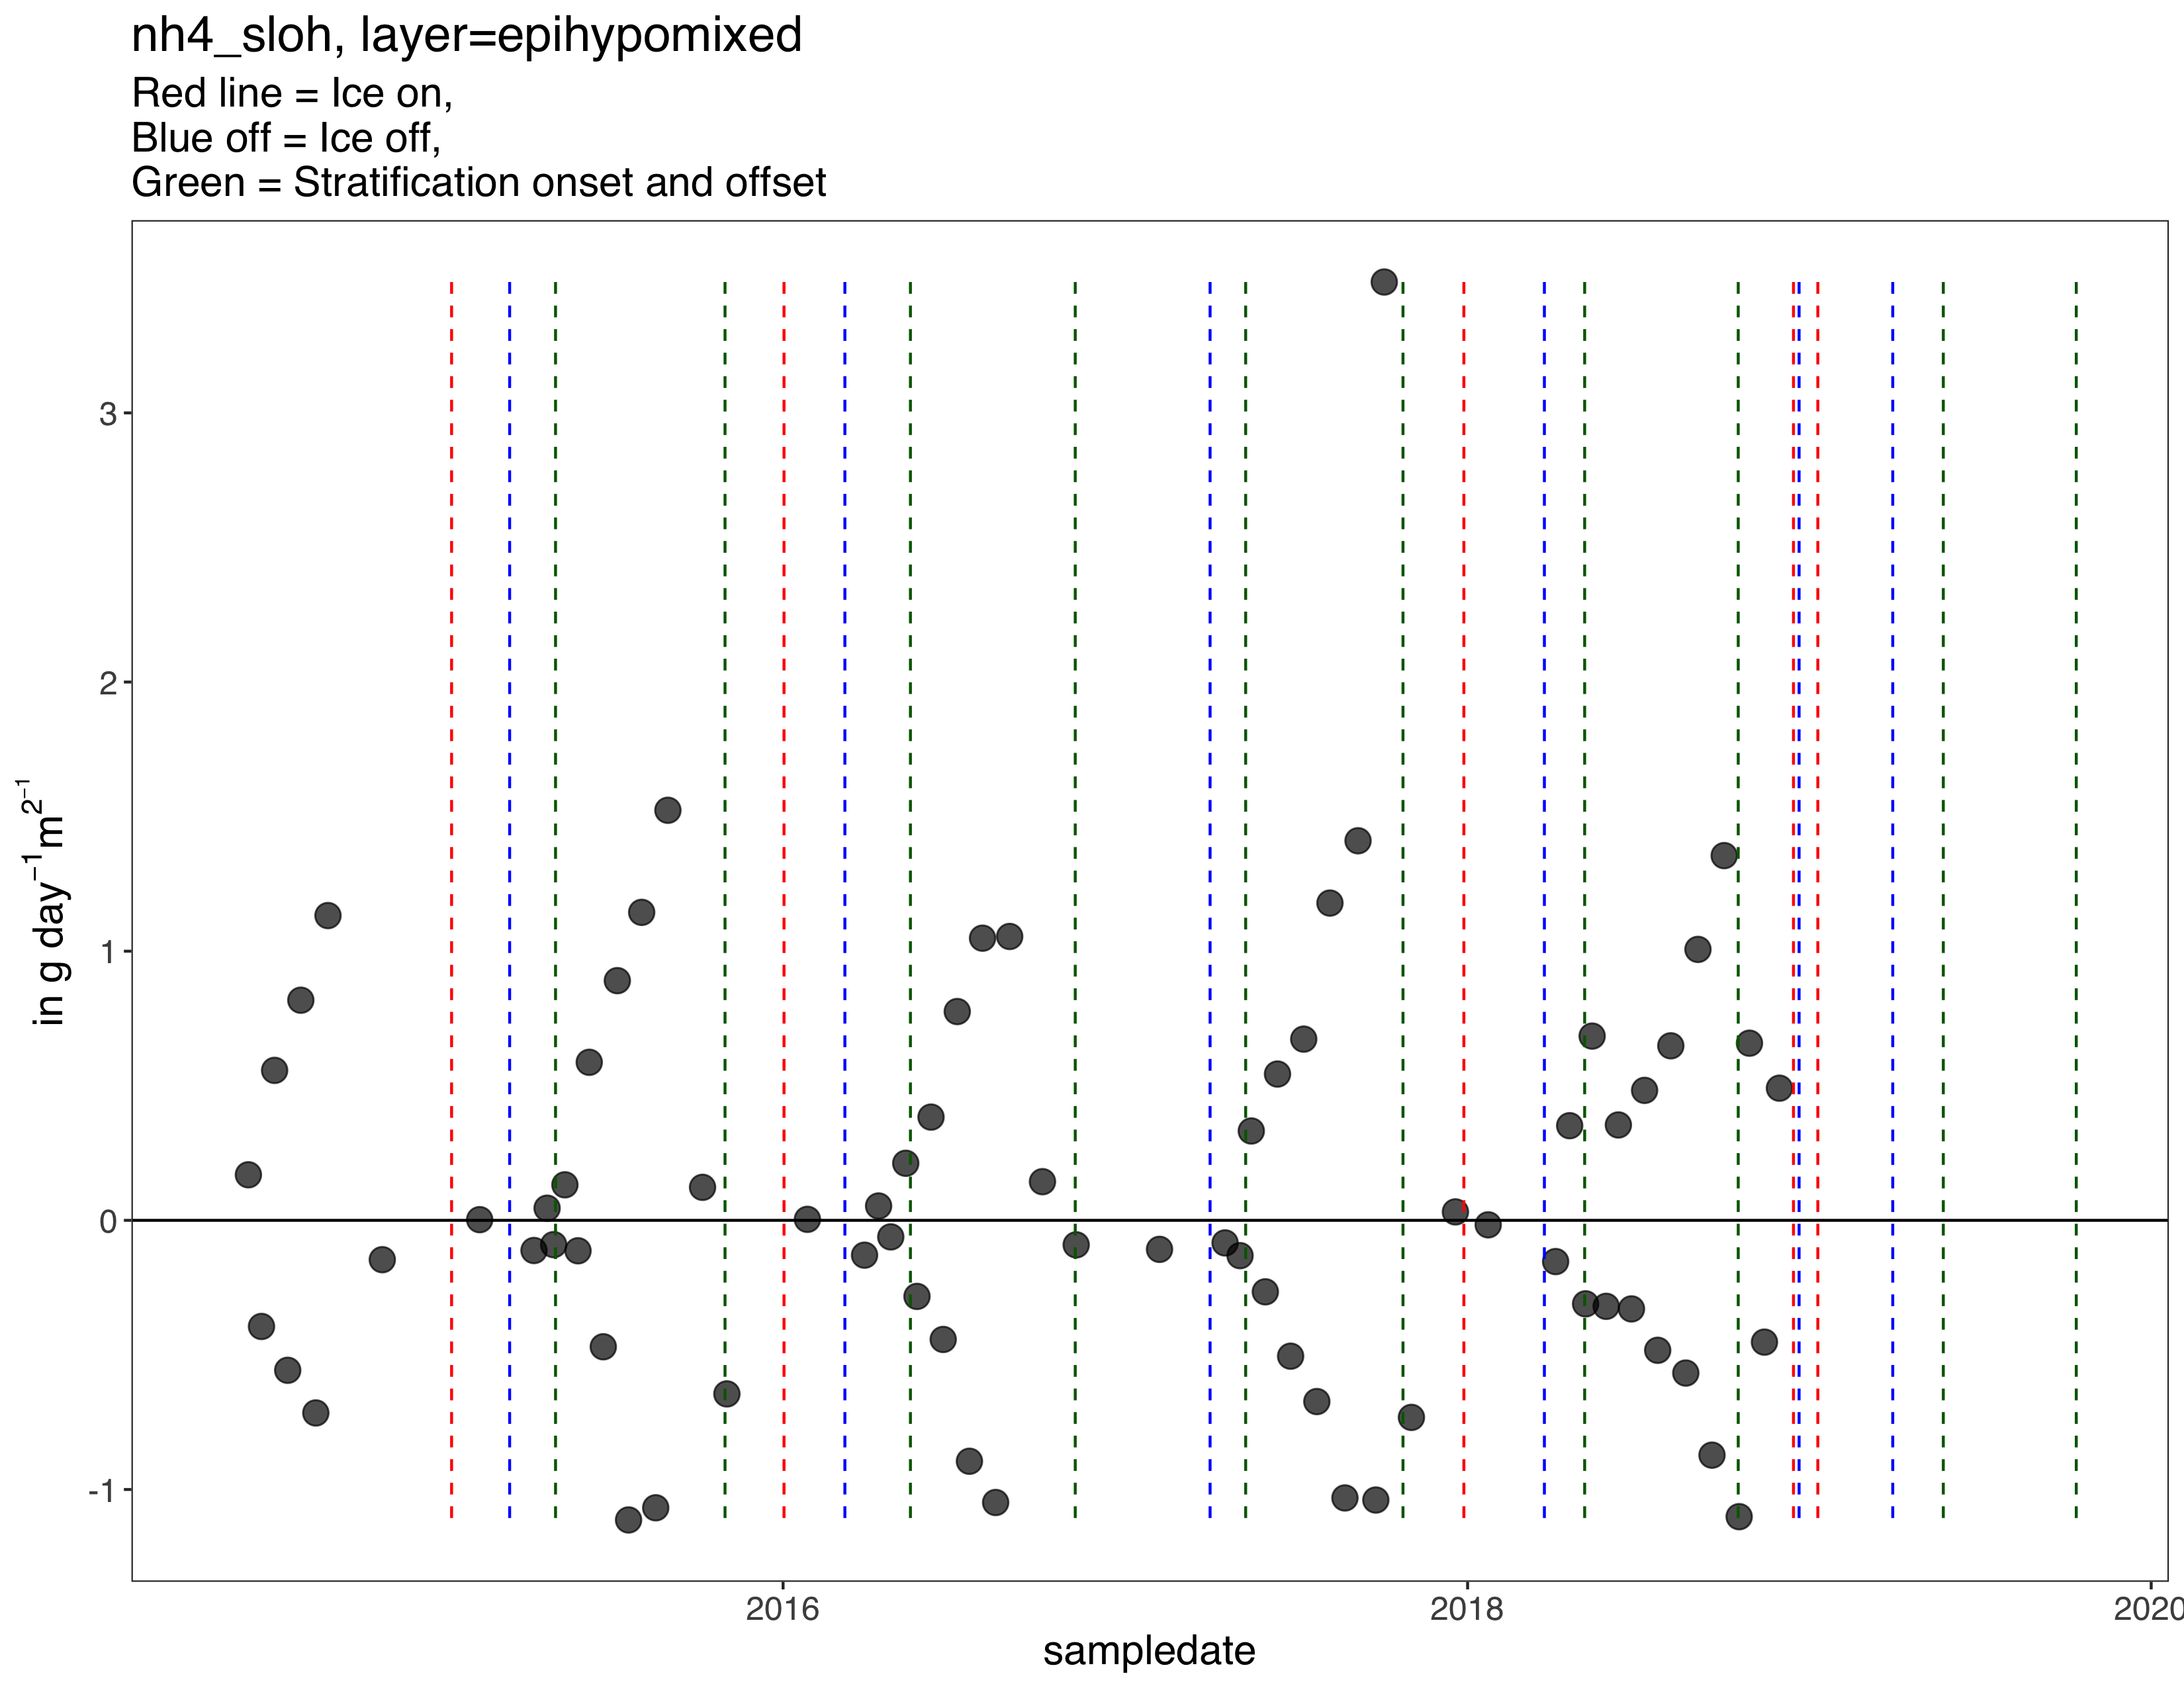 nh4_sloh, layer=epihypomixed
Red line = Ice on,
Blue off = Ice off,
Green = Stratification onset and offset
in g day⁻¹m²⁻¹
3
2
1
0
-1
2016
2018
2020
sampledate